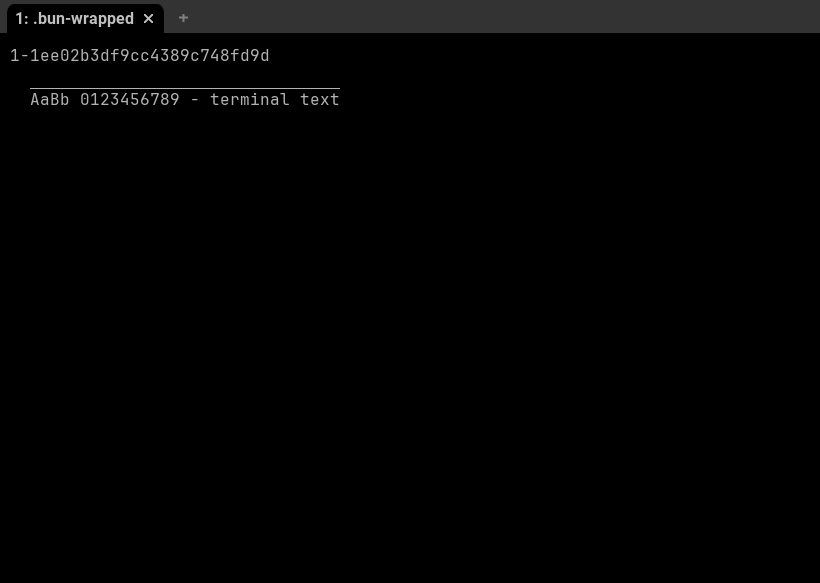 1: .bun-wrapped × +
1-1ee02b3df9cc4389c748fd9d
AaBb 0123456789 - terminal text